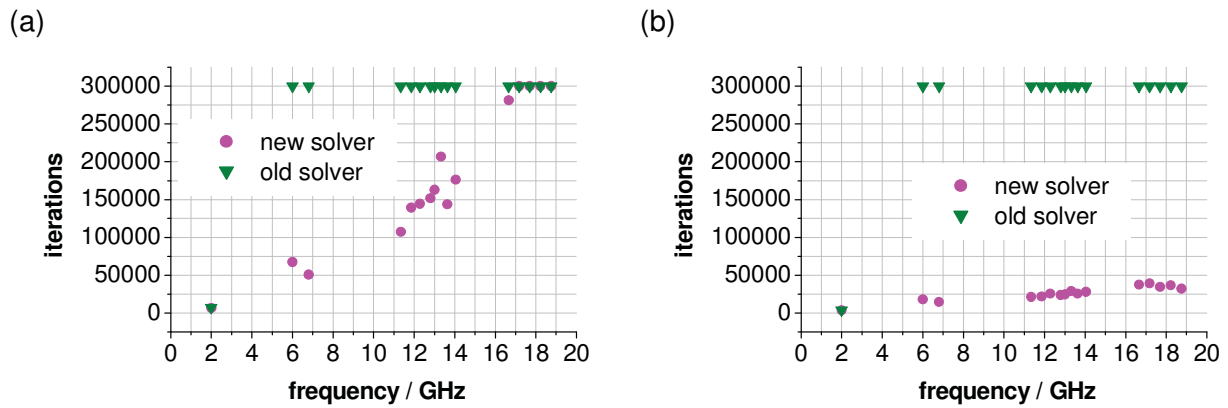 (a)
300000
250000
200000
150000
100000
50000
0
iterations
new solver
old solver
0 2 4 6 8 10 12 14 16 18 20
frequency / GHz
(b)
300000
250000
200000
150000
100000
50000
0
iterations
new solver
old solver
0 2 4 6 8 10 12 14 16 18 20
frequency / GHz